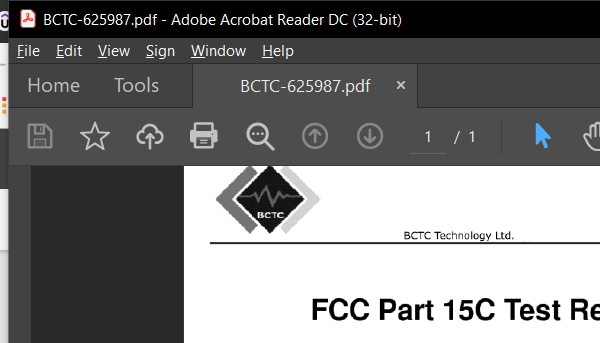 BCTC-625987.pdf - Adobe Acrobat Reader DC (32-bit)
File Edit View Sign Window Help
Home Tools BCTC-625987.pdf ×
1 / 1
BCTC
BCTC Technology Ltd.
FCC Part 15C Test Re